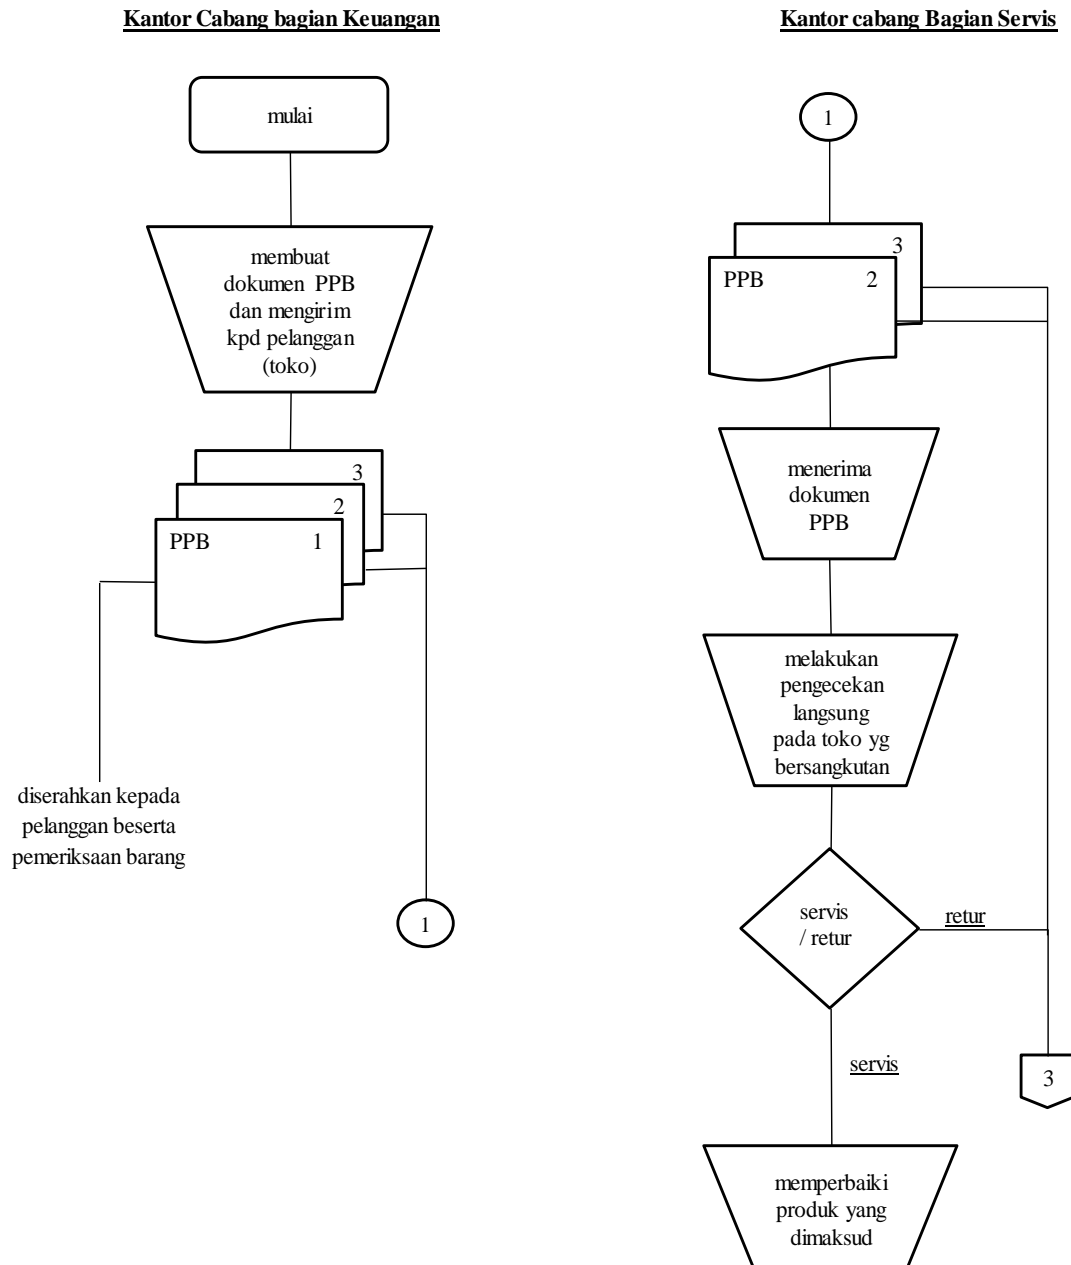 Kantor Cabang bagian Keuangan
mulai
membuat
dokumen PPB
dan mengirim
kpd pelanggan
(toko)
3
2
PPB 1
diserahkan kepada
pelanggan beserta
pemeriksaan barang
1
Kantor cabang Bagian Servis
1
3
PPB 2
menerima
dokumen
PPB
melakukan
pengecekan
langsung
pada toko yg
bersangkutan
servis
/ retur
retur
servis
3
memperbaiki
produk yang
dimaksud